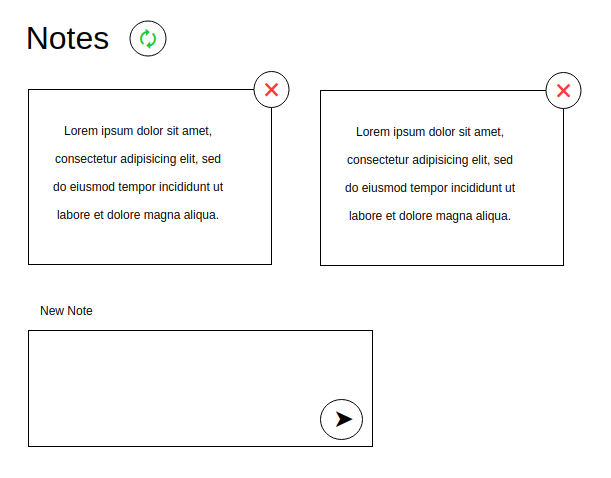 Notes
Lorem ipsum dolor sit amet,
consectetur adipisicing elit, sed
do eiusmod tempor incididunt ut
labore et dolore magna aliqua.
Lorem ipsum dolor sit amet,
consectetur adipisicing elit, sed
do eiusmod tempor incididunt ut
labore et dolore magna aliqua.
New Note